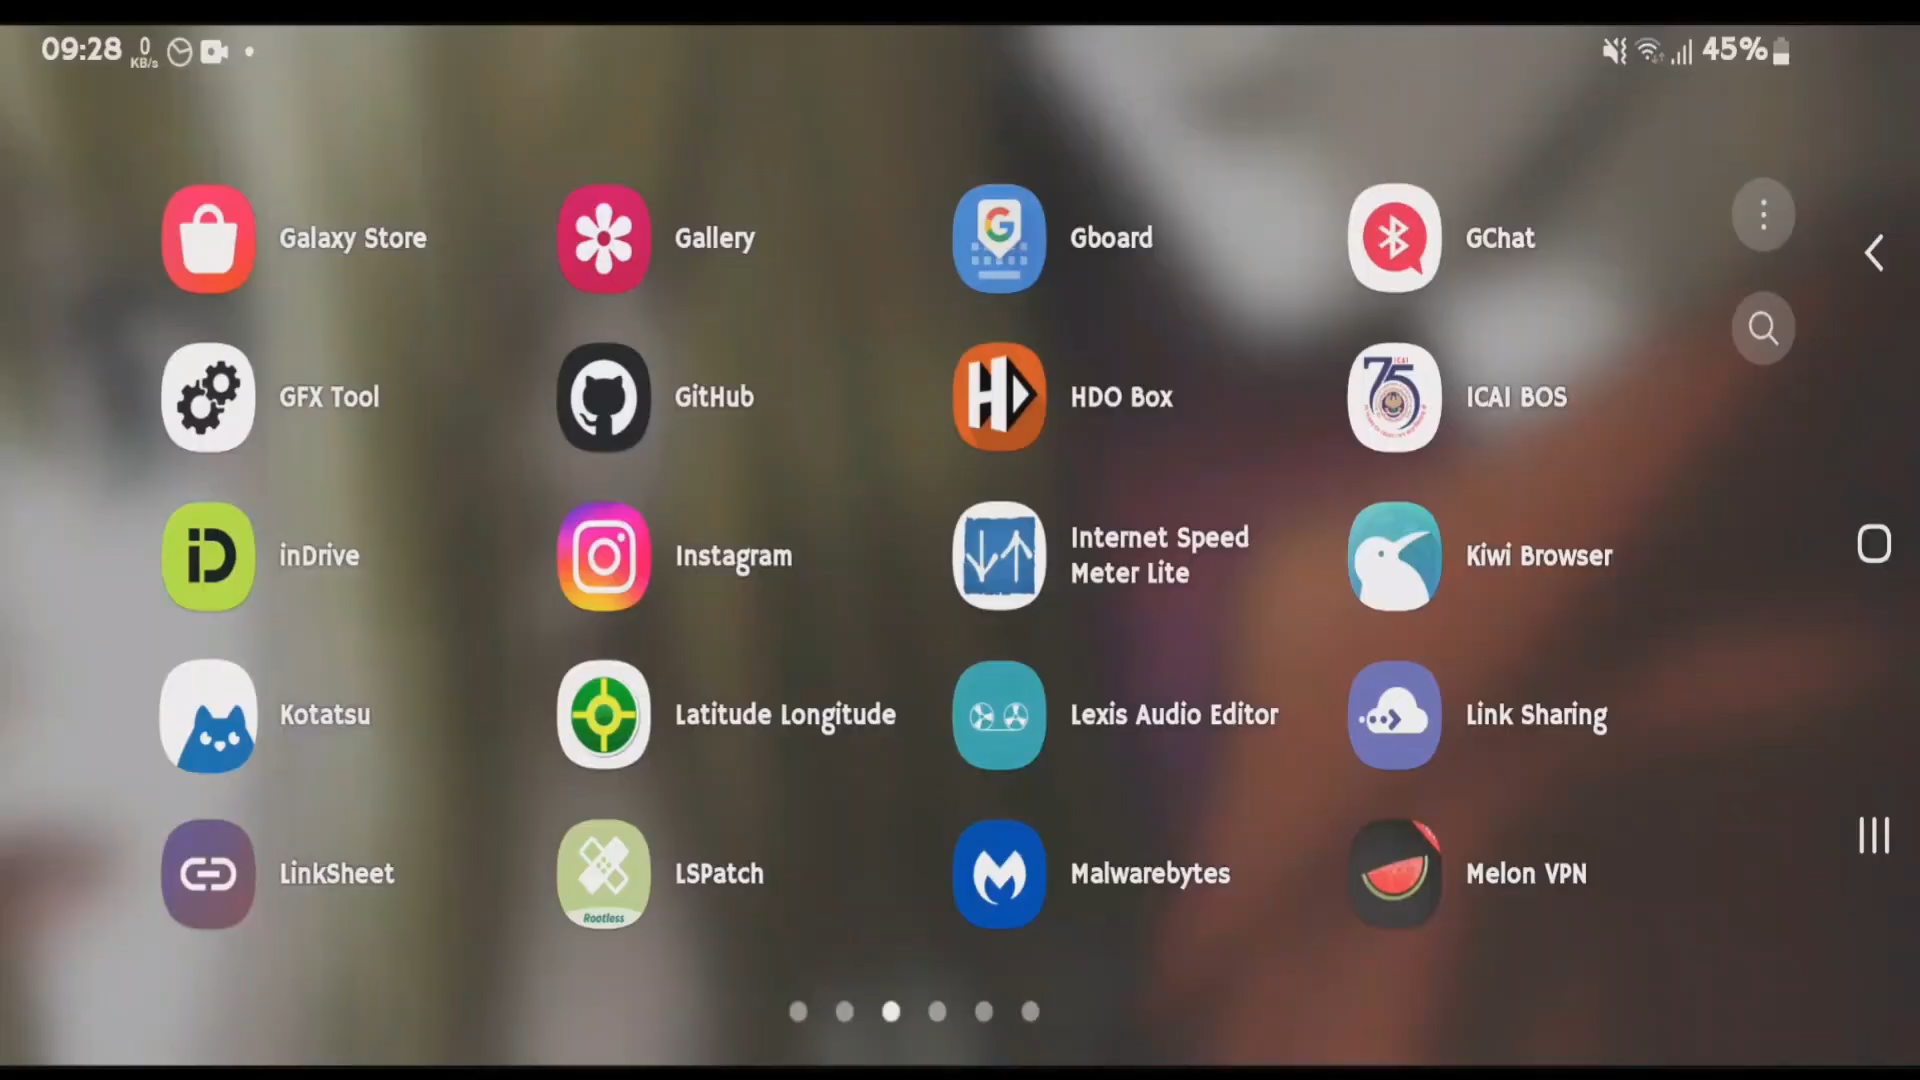 09:28 0 KB/s 45%
Galaxy Store
Gallery
Gboard
GChat
GFX Tool
GitHub
HDO Box
ICAI BOS
inDrive
Instagram
Internet Speed
Meter Lite
Kiwi Browser
Kotatsu
Latitude Longitude
Lexis Audio Editor
Link Sharing
LinkSheet
LSPatch
Rootless
Malwarebytes
Melon VPN